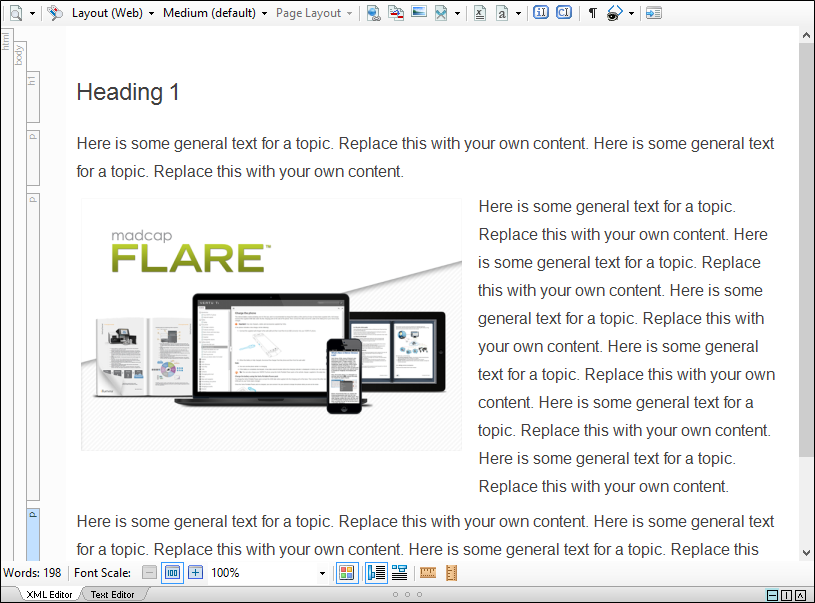 Layout (Web) Medium (default) Page Layout
html
body
h1
Heading 1
p
Here is some general text for a topic. Replace this with your own content. Here is some general text
for a topic. Replace this with your own content.
p
madcap
FLARE™
Here is some general text for a topic.
Replace this with your own content. Here
is some general text for a topic. Replace
this with your own content. Here is some
general text for a topic. Replace this with
your own content. Here is some general
text for a topic. Replace this with your own
content. Here is some general text for a
topic. Replace this with your own content.
Here is some general text for a topic.
Replace this with your own content.
p
Here is some general text for a topic. Replace this with your own content. Here is some general text
for a topic. Replace this with your own content. Here is some general text for a topic. Replace this
Words: 198 Font Scale: 100 100%
XML Editor Text Editor